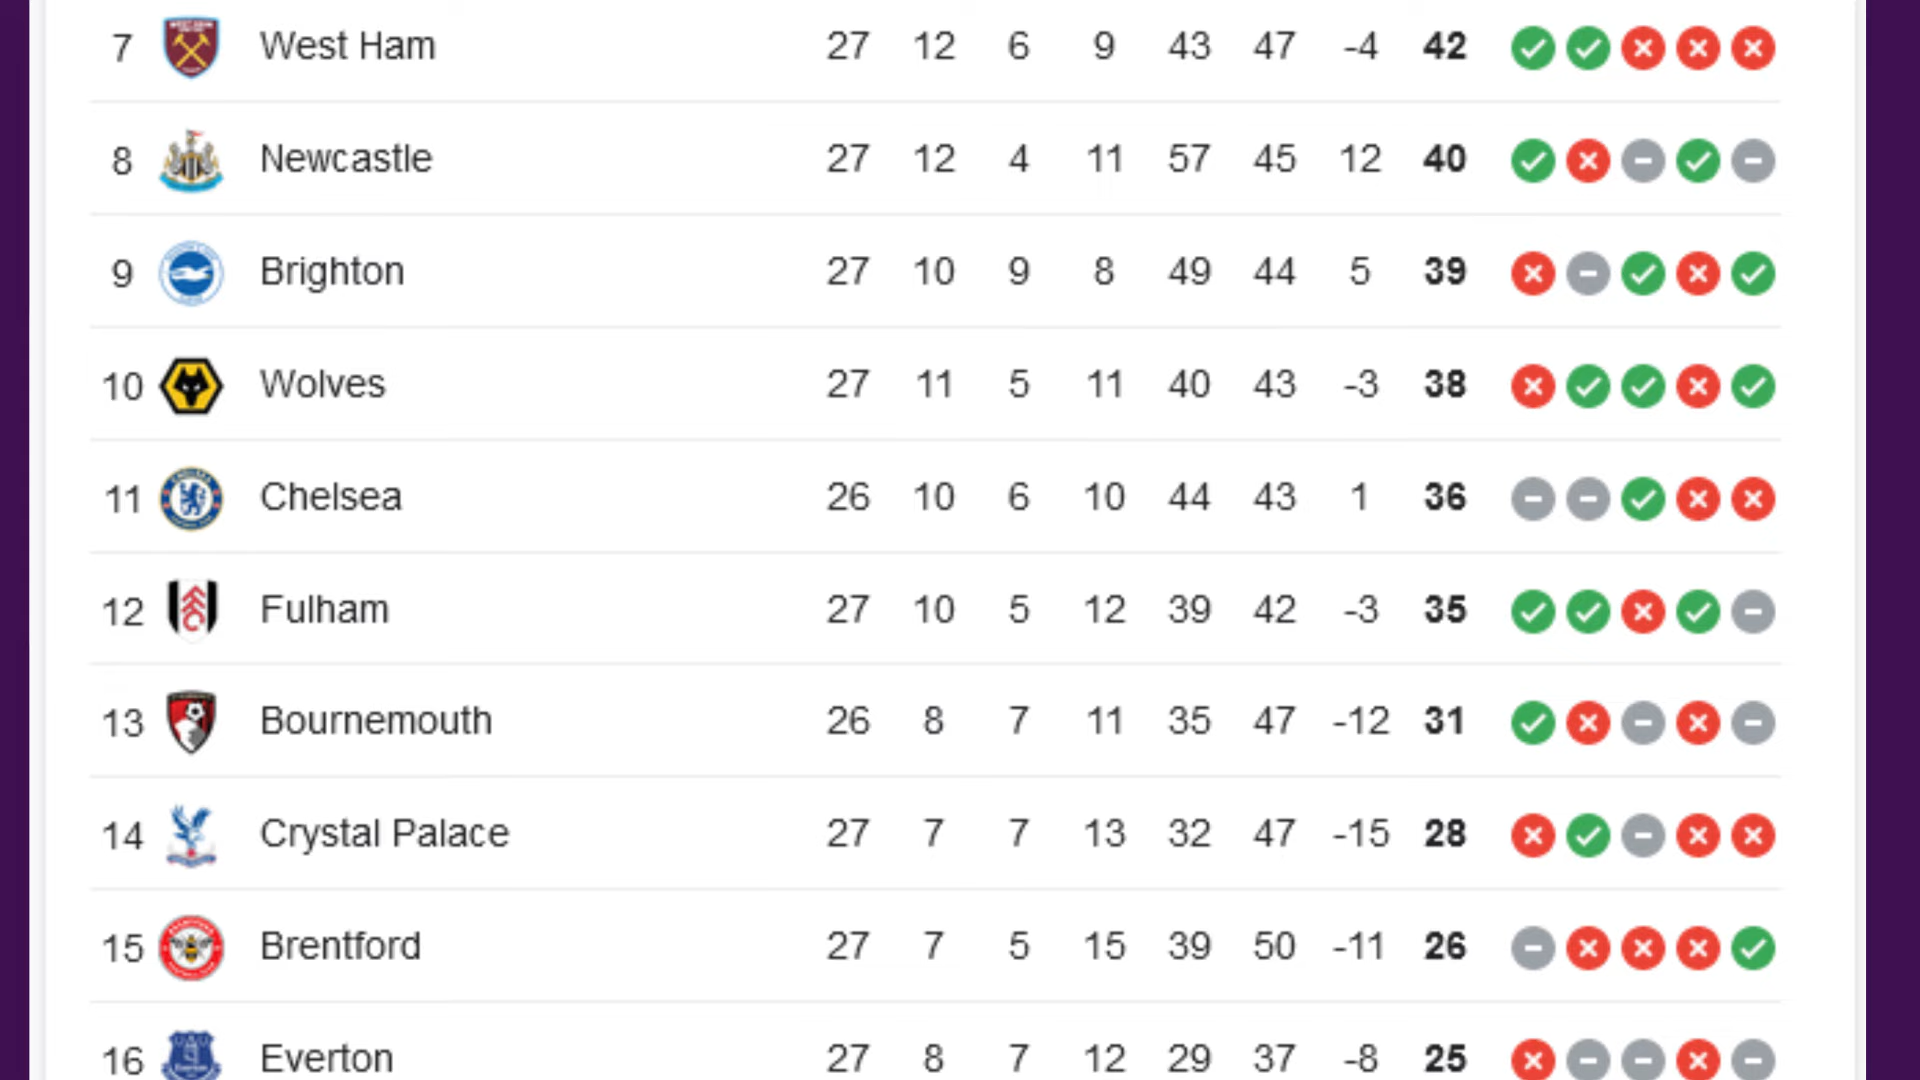 7 West Ham 27 12 6 9 43 47 -4 42
8 Newcastle 27 12 4 11 57 45 12 40
9 Brighton 27 10 9 8 49 44 5 39
10 Wolves 27 11 5 11 40 43 -3 38
11 Chelsea 26 10 6 10 44 43 1 36
12 Fulham 27 10 5 12 39 42 -3 35
13 Bournemouth 26 8 7 11 35 47 -12 31
14 Crystal Palace 27 7 7 13 32 47 -15 28
15 Brentford 27 7 5 15 39 50 -11 26
16 Everton 27 8 7 12 29 37 -8 25